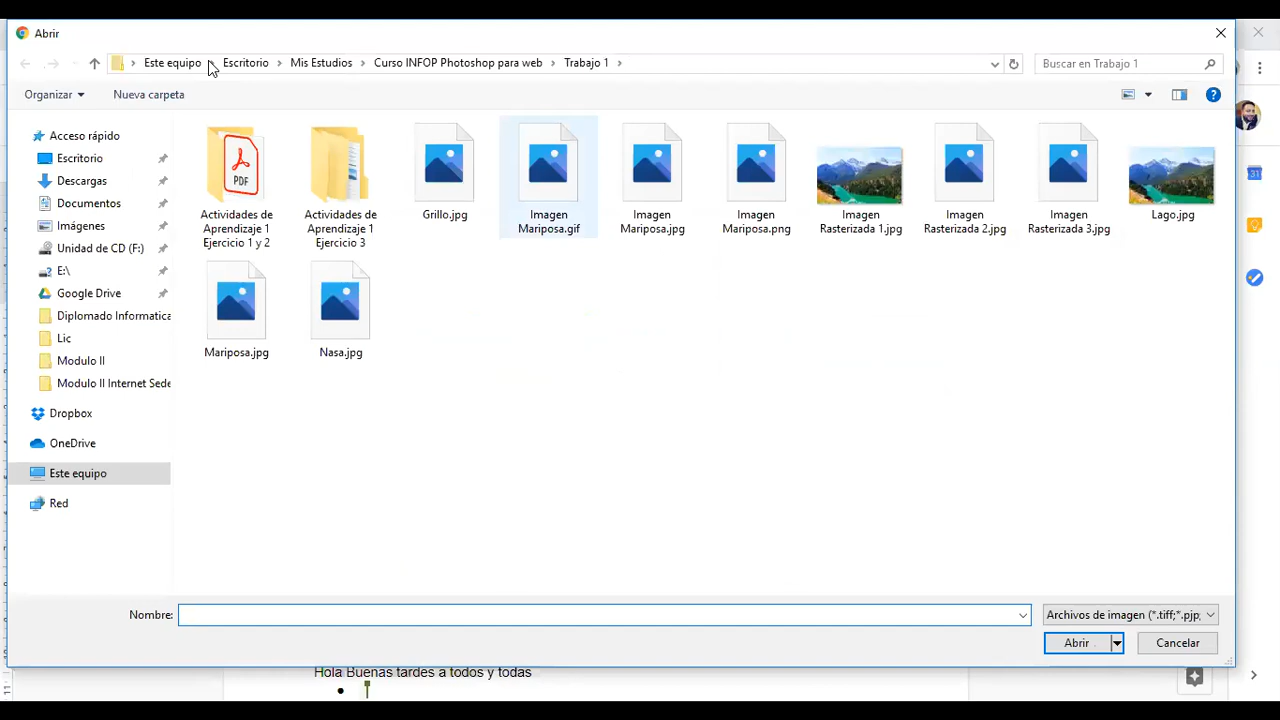 Abrir
Este equipo
Escritorio
Mis Estudios
Curso INFOP Photoshop para web
Trabajo 1
Buscar en Trabajo 1
Organizar
Nueva carpeta
Acceso rápido
Escritorio
Descargas
Documentos
Imágenes
Unidad de CD (F:)
E:\
Google Drive
Diplomado Informatica
Lic
Modulo II
Modulo II Internet Sede
Dropbox
OneDrive
Este equipo
Red
PDF
Actividades de
Aprendizaje 1
Ejercicio 1 y 2
Actividades de
Aprendizaje 1
Ejercicio 3
Grillo.jpg
Imagen
Mariposa.gif
Imagen
Mariposa.jpg
Imagen
Mariposa.png
Imagen
Rasterizada 1.jpg
Imagen
Rasterizada 2.jpg
Imagen
Rasterizada 3.jpg
Lago.jpg
Mariposa.jpg
Nasa.jpg
Nombre:
Archivos de imagen (*.tiff;*.pjp
Abrir
Cancelar
Hola Buenas tardes a todos y todas
31
11